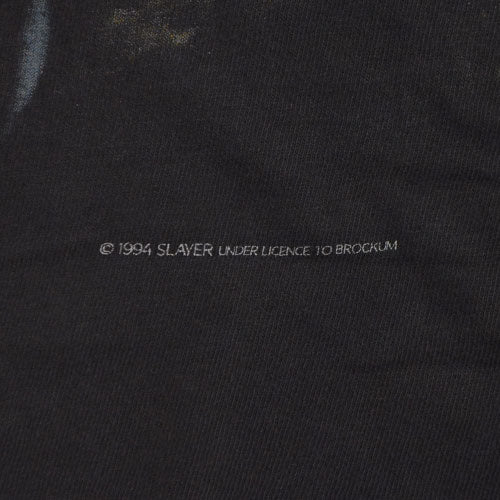 © 1994 SLAYER UNDER LICENCE TO BROCKUM